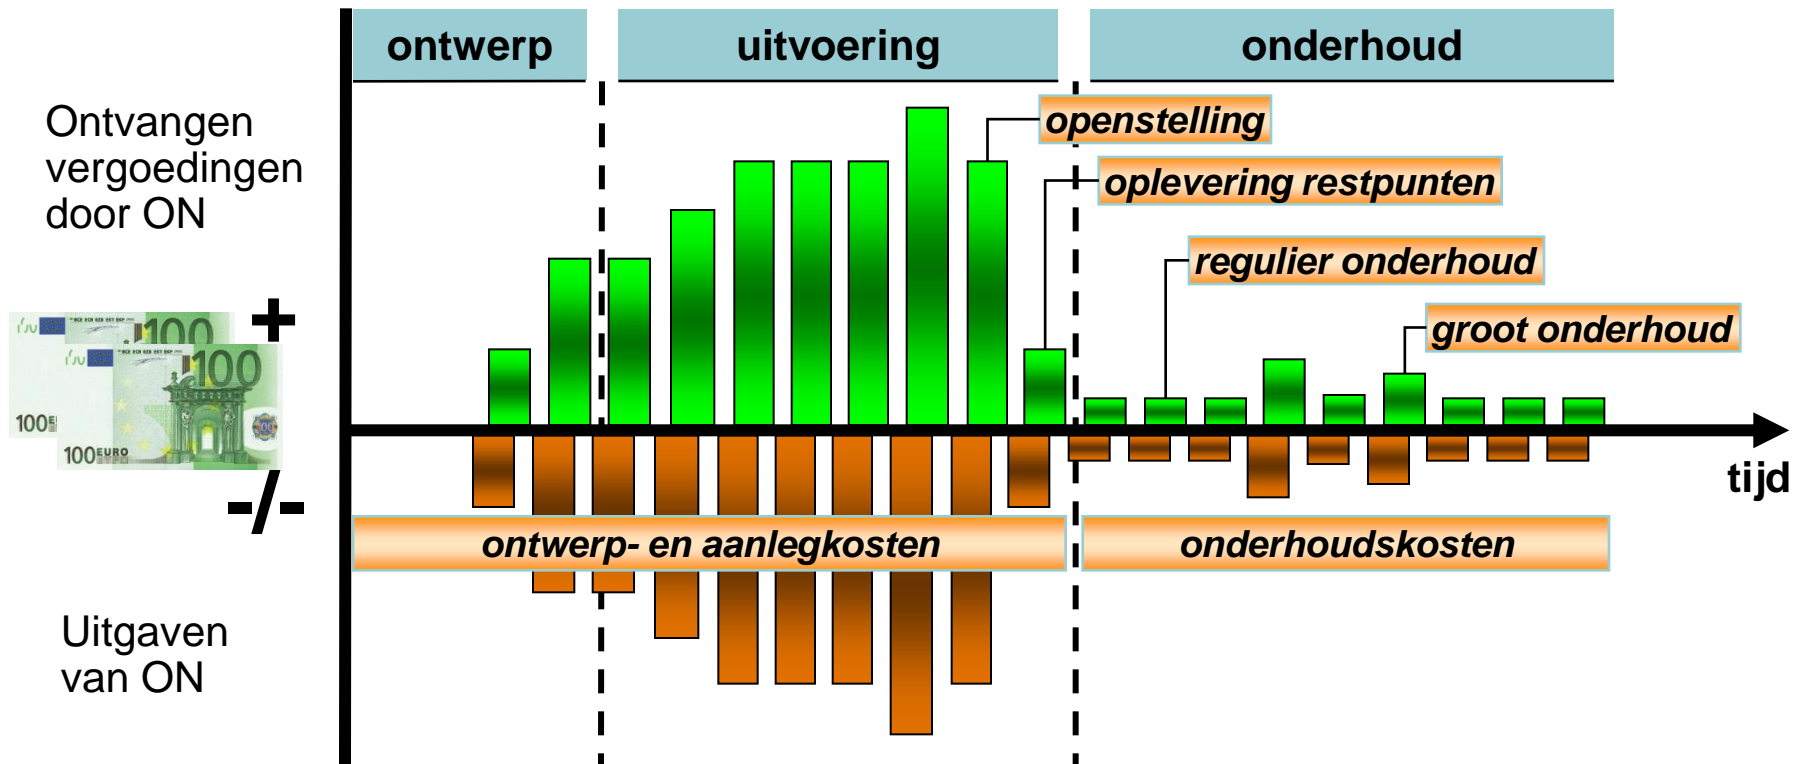 ontwerp
uitvoering
onderhoud
Ontvangen
vergoedingen
door ON
openstelling
oplevering restpunten
regulier onderhoud
groot onderhoud
+
100
100
100
100EURO
-/-
tijd
ontwerp- en aanlegkosten
onderhoudskosten
Uitgaven
van ON